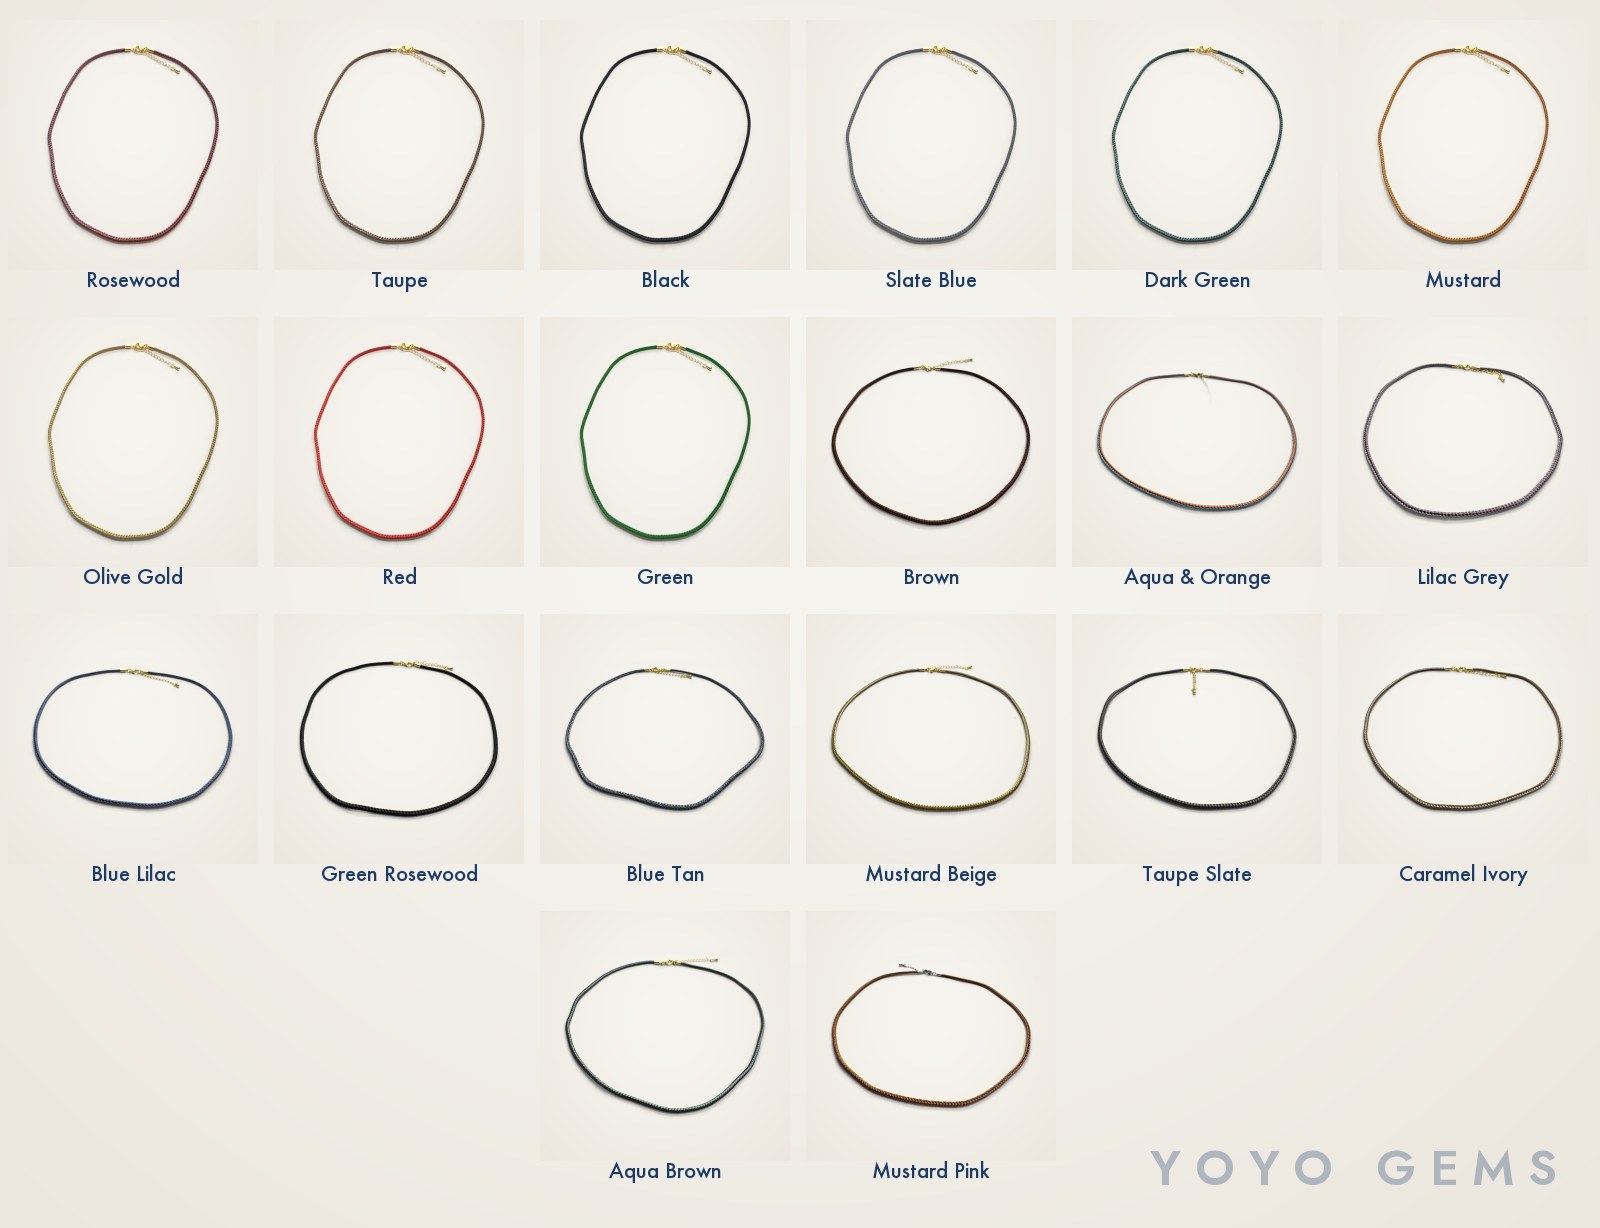 Rosewood
Taupe
Black
Slate Blue
Dark Green
Mustard
Olive Gold
Red
Green
Brown
Aqua & Orange
Lilac Grey
Blue Lilac
Green Rosewood
Blue Tan
Mustard Beige
Taupe Slate
Caramel Ivory
Aqua Brown
Mustard Pink
YOYO GEMS